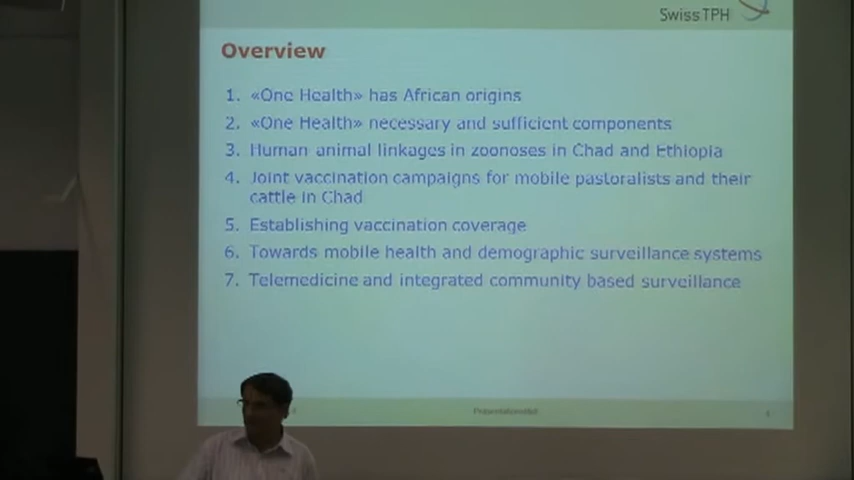 Swiss TPH
Overview
1. «One Health» has African origins
2. «One Health» necessary and sufficient components
3. Human animal linkages in zoonoses in Chad and Ethiopia
4. Joint vaccination campaigns for mobile pastoralists and their
cattle in Chad
5. Establishing vaccination coverage
6. Towards mobile health and demographic surveillance systems
7. Telemedicine and integrated community based surveillance
Präsentationstitel